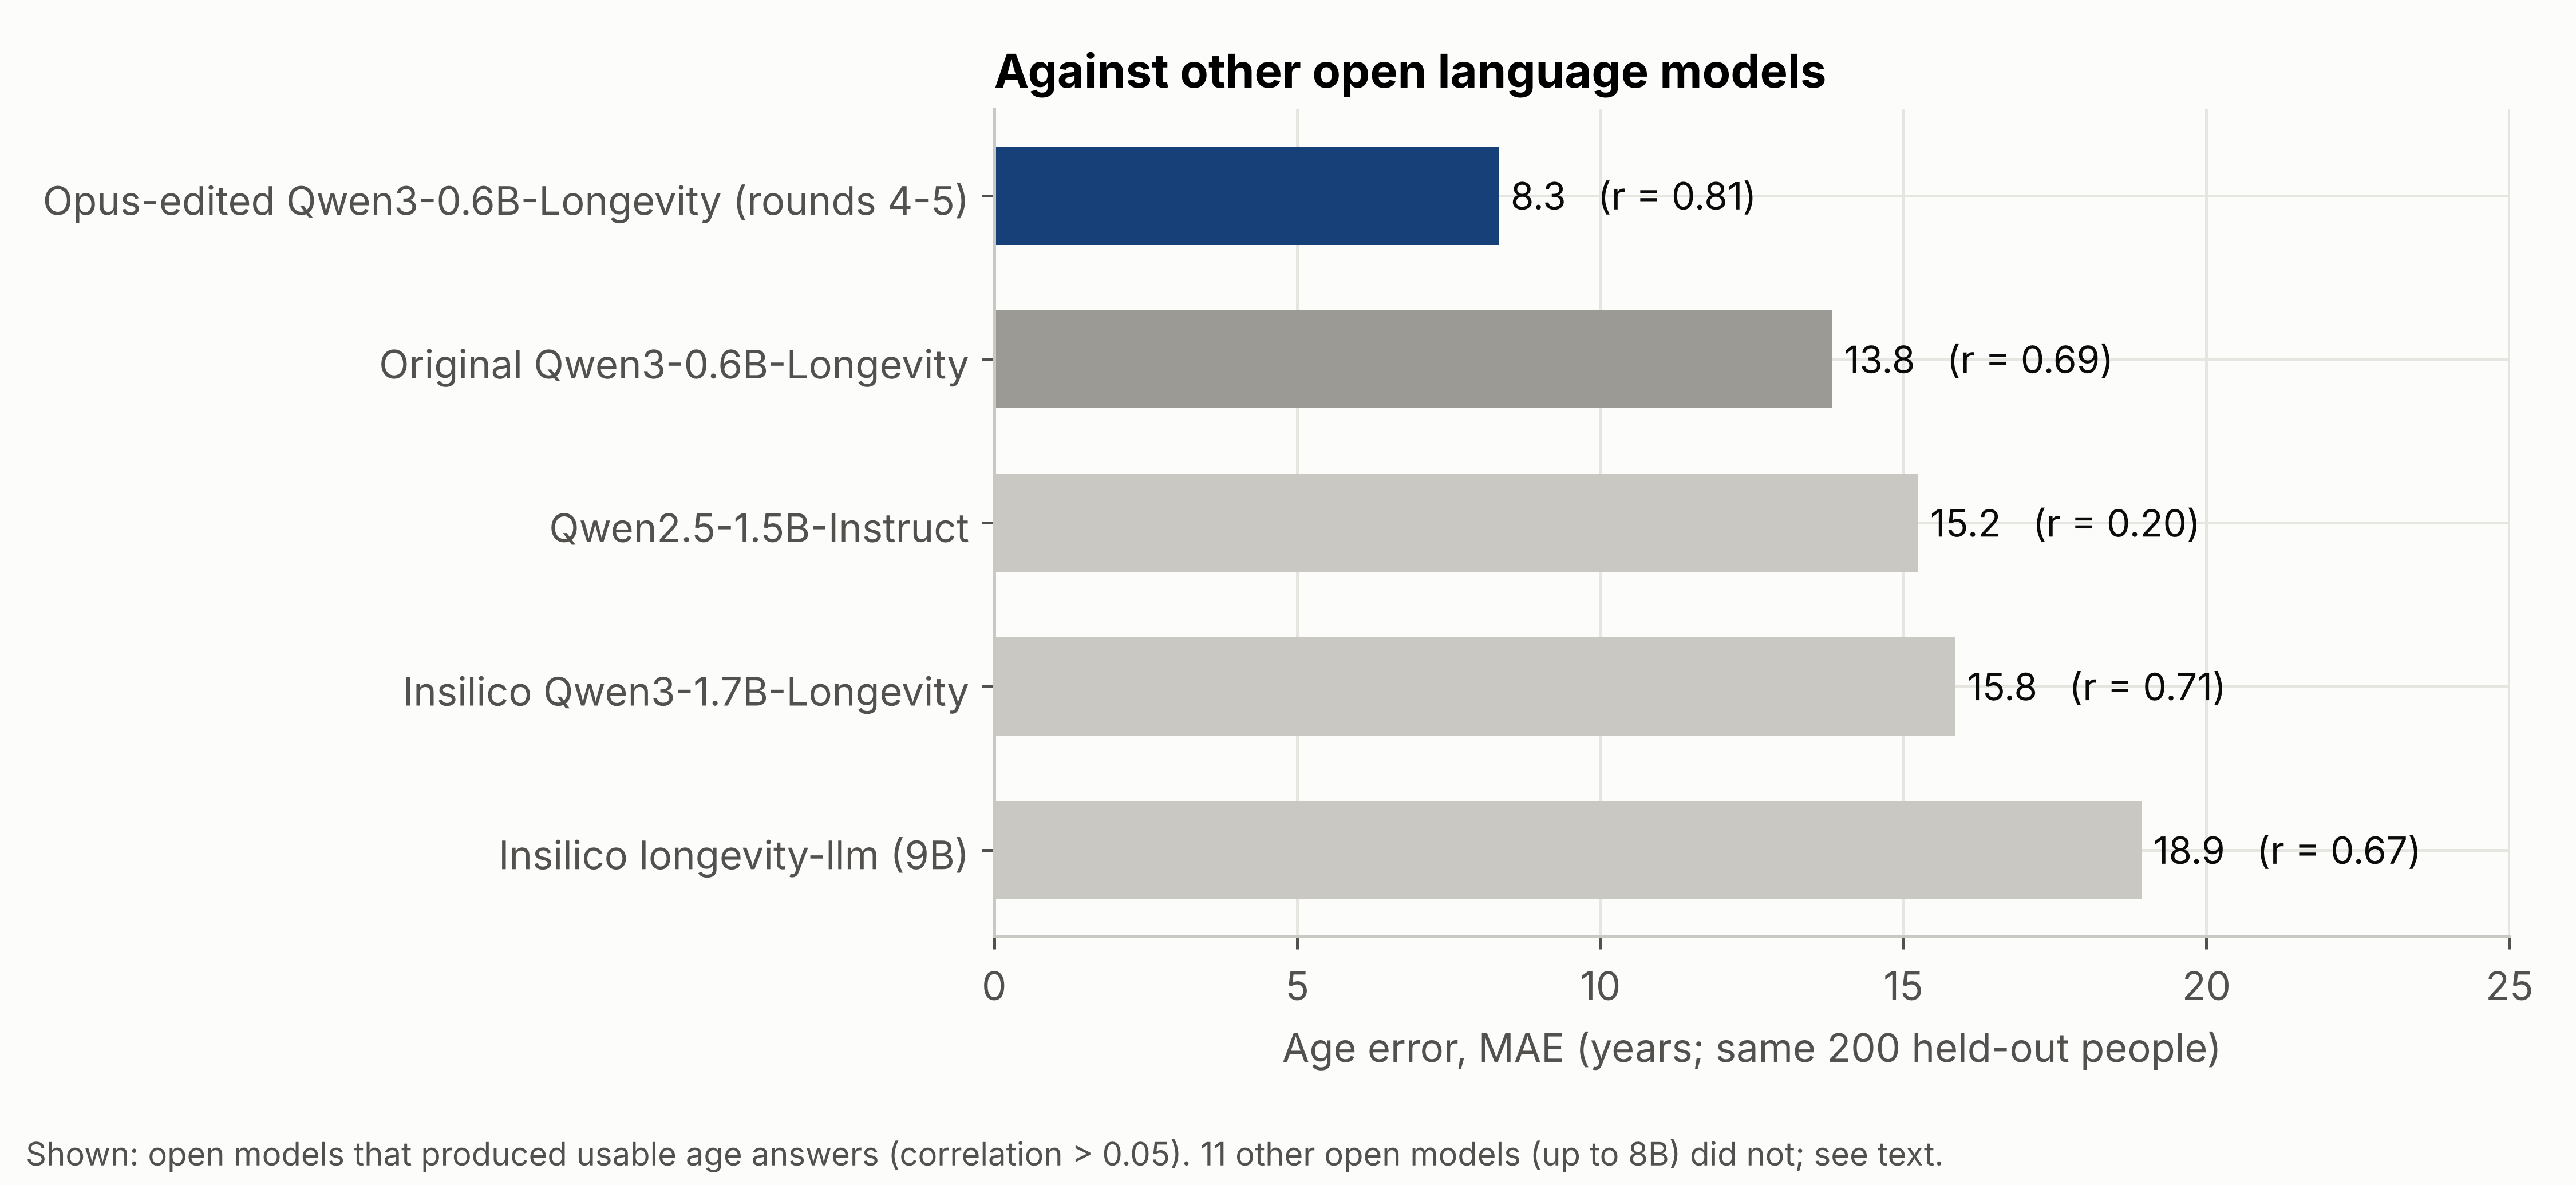 Against other open language models
Opus-edited Qwen3-0.6B-Longevity (rounds 4-5)
8.3 (r = 0.81)
Original Qwen3-0.6B-Longevity
13.8 (r = 0.69)
Qwen2.5-1.5B-Instruct
15.2 (r = 0.20)
Insilico Qwen3-1.7B-Longevity
15.8 (r = 0.71)
Insilico longevity-llm (9B)
18.9 (r = 0.67)
0 5 10 15 20 25
Age error, MAE (years; same 200 held-out people)
Shown: open models that produced usable age answers (correlation > 0.05). 11 other open models (up to 8B) did not; see text.